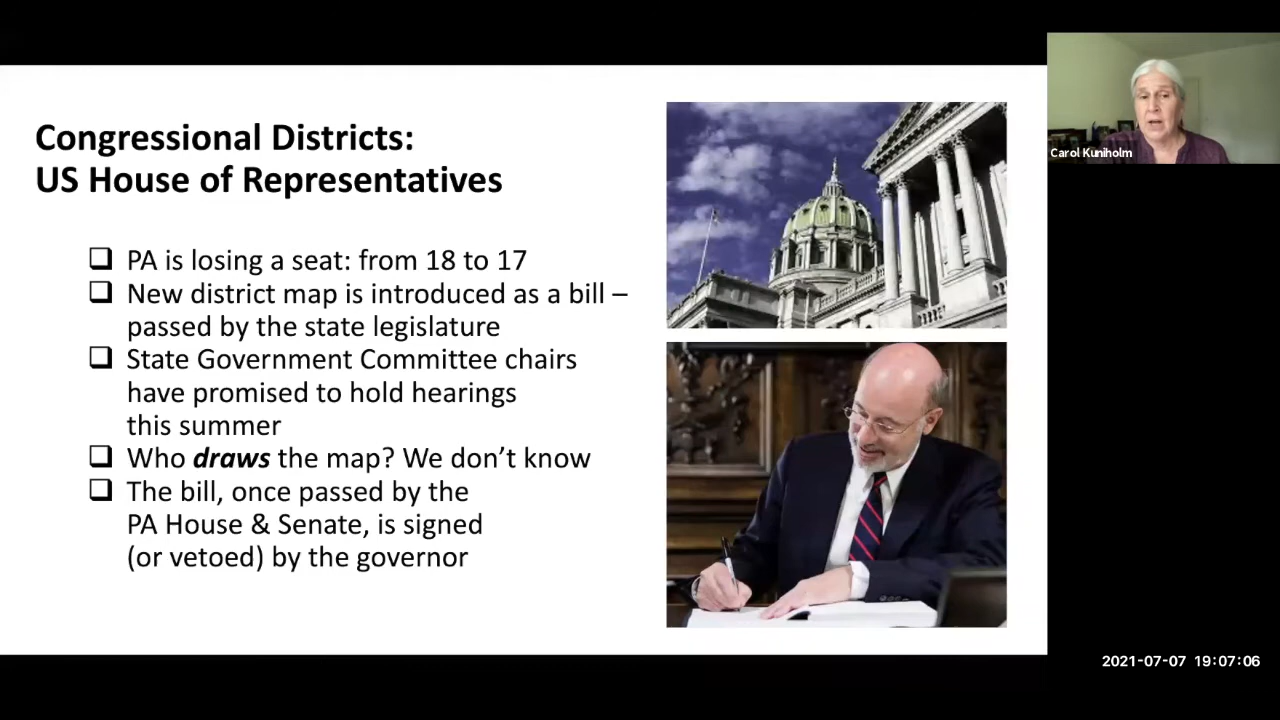 Congressional Districts:
US House of Representatives
PA is losing a seat: from 18 to 17
New district map is introduced as a bill –
passed by the state legislature
State Government Committee chairs
have promised to hold hearings
this summer
Who draws the map? We don't know
The bill, once passed by the
PA House & Senate, is signed
(or vetoed) by the governor
Carol Kuniholm
2021-07-07 19:07:06